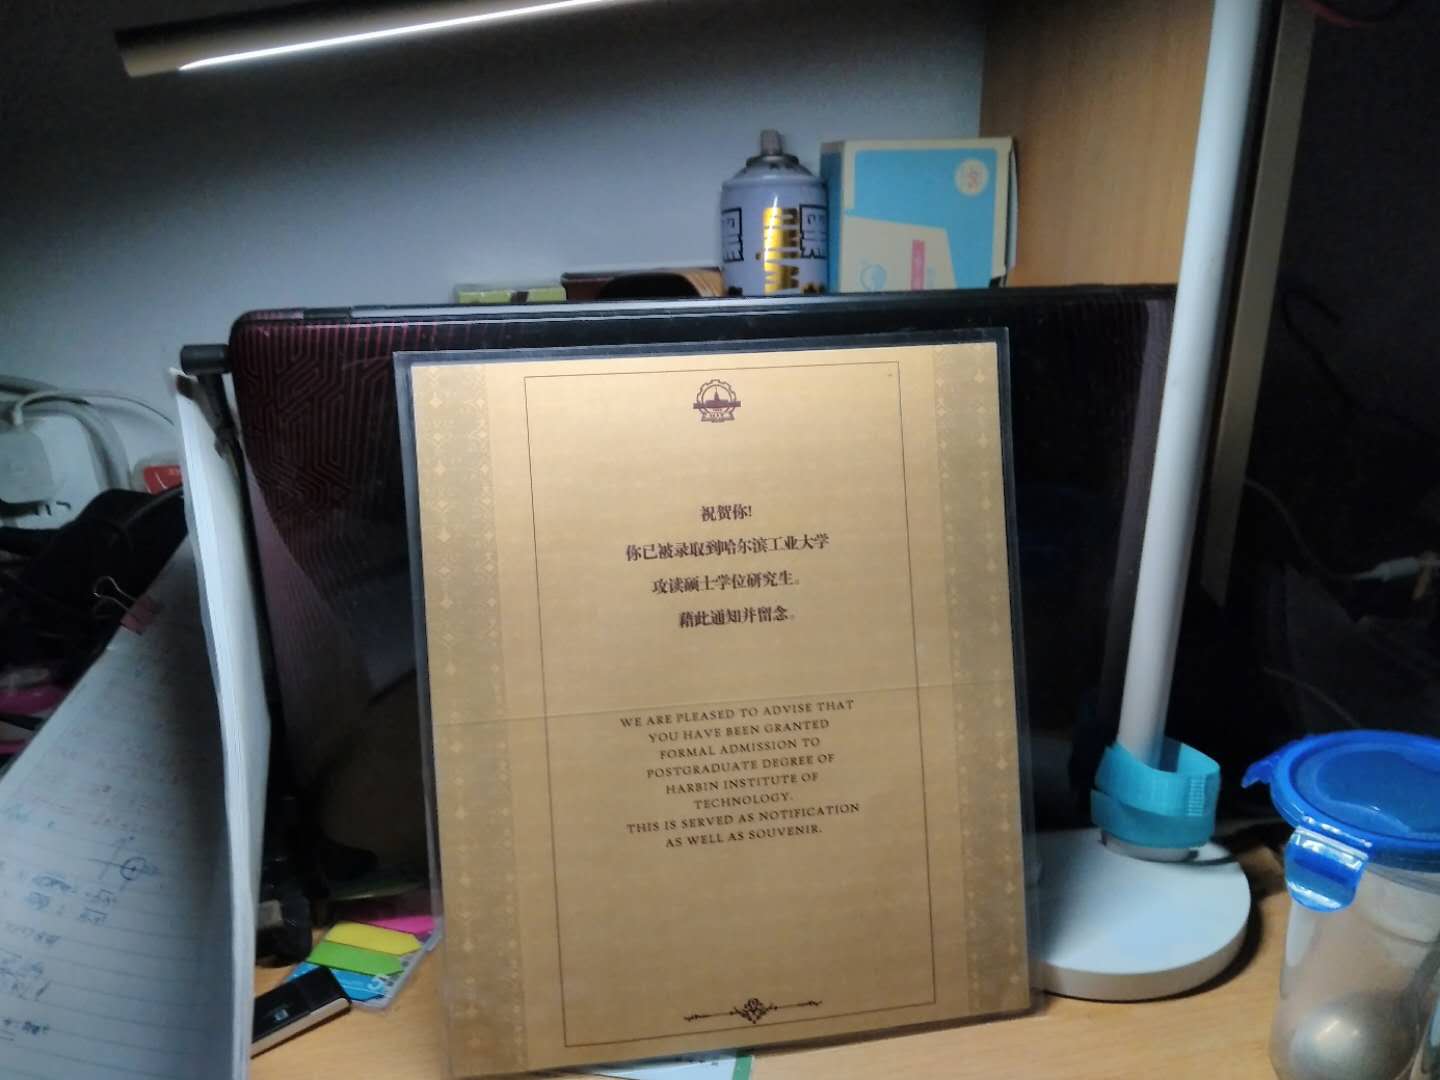 祝贺你!
你已被录取到哈尔滨工业大学
攻读硕士学位研究生。
藉此通知并留念。
WE ARE PLEASED TO ADVISE THAT
YOU HAVE BEEN GRANTED
FORMAL ADMISSION TO
POSTGRADUATE DEGREE OF
HARBIN INSTITUTE OF
TECHNOLOGY.
THIS IS SERVED AS NOTIFICATION
AS WELL AS SOUVENIR.